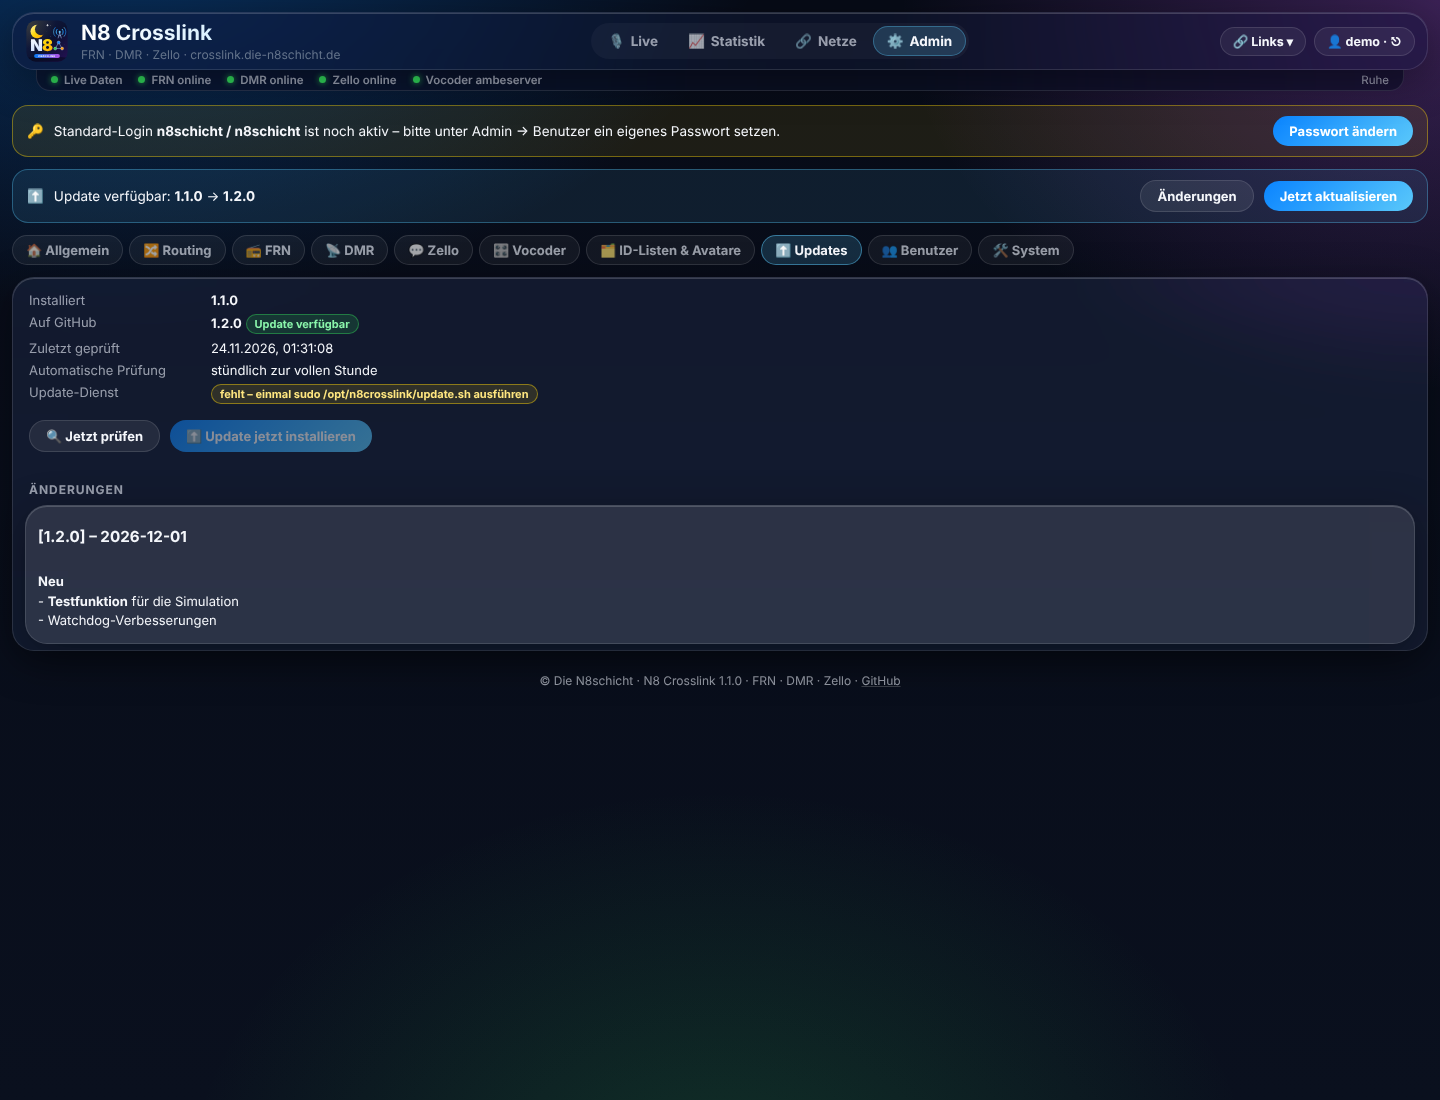 N8 Crosslink
FRN · DMR · Zello · crosslink.die-n8schicht.de
Live
Statistik
Netze
Admin
Links ▾
demo · ⎋
Live Daten
FRN online
DMR online
Zello online
Vocoder ambeserver
Ruhe
Standard-Login n8schicht / n8schicht ist noch aktiv – bitte unter Admin → Benutzer ein eigenes Passwort setzen.
Passwort ändern
Update verfügbar: 1.1.0 → 1.2.0
Änderungen
Jetzt aktualisieren
Allgemein
Routing
FRN
DMR
Zello
Vocoder
ID-Listen & Avatare
Updates
Benutzer
System
Installiert 1.1.0
Auf GitHub 1.2.0 Update verfügbar
Zuletzt geprüft 24.11.2026, 01:31:08
Automatische Prüfung stündlich zur vollen Stunde
Update-Dienst fehlt – einmal sudo /opt/n8crosslink/update.sh ausführen
Jetzt prüfen
Update jetzt installieren
ÄNDERUNGEN
[1.2.0] – 2026-12-01
Neu
- Testfunktion für die Simulation
- Watchdog-Verbesserungen
© Die N8schicht · N8 Crosslink 1.1.0 · FRN · DMR · Zello · GitHub